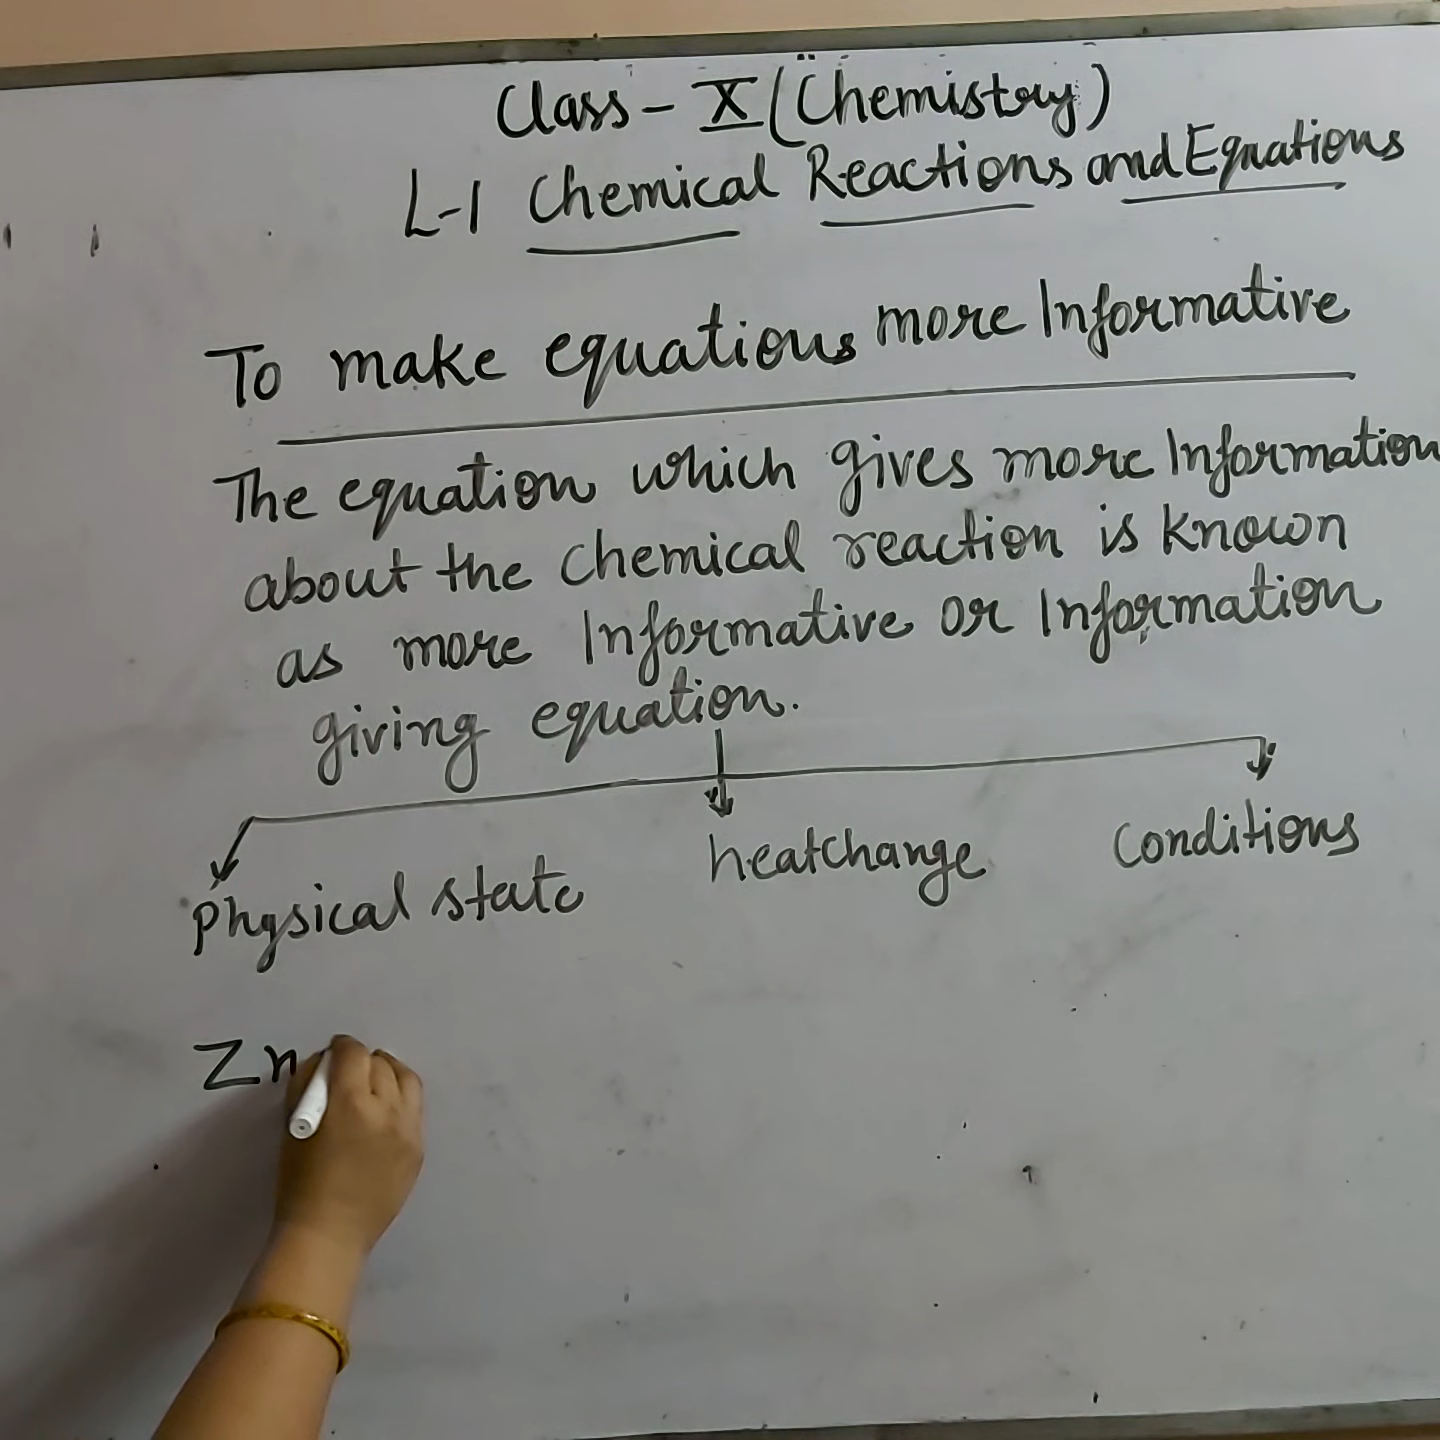 Class - X (Chemistry)
L-1 Chemical Reactions and Equations
To make equations more Informative
The equation which gives more Information
about the Chemical reaction is known
as more Informative or Information
giving equation.
Physical state heatchange Conditions
Zn